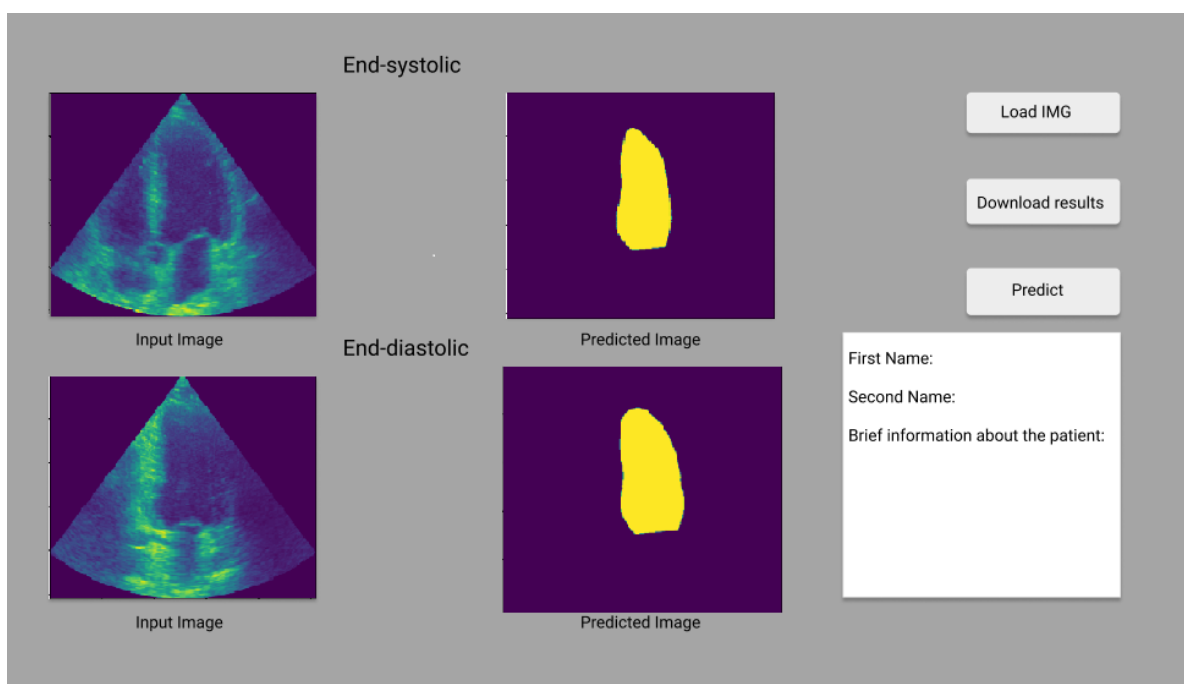 End-systolic
Load IMG
Download results
Predict
Input Image
Predicted Image
First Name:
Second Name:
Brief information about the patient:
End-diastolic
Input Image
Predicted Image